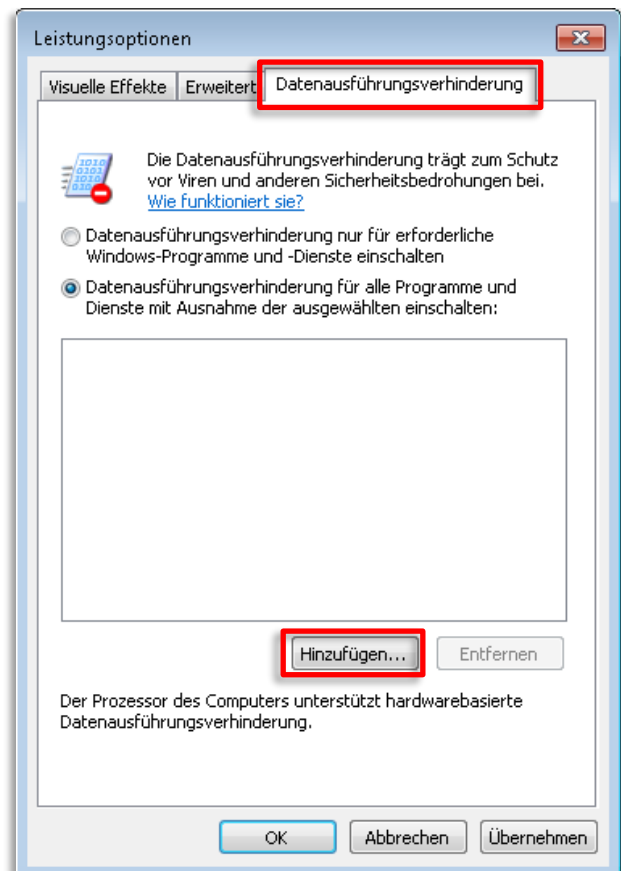 Leistungsoptionen
Visuelle Effekte
Erweitert
Datenausführungsverhinderung
Die Datenausführungsverhinderung trägt zum Schutz
vor Viren und anderen Sicherheitsbedrohungen bei.
Wie funktioniert sie?
Datenausführungsverhinderung nur für erforderliche
Windows-Programme und -Dienste einschalten
Datenausführungsverhinderung für alle Programme und
Dienste mit Ausnahme der ausgewählten einschalten:
Hinzufügen...
Entfernen
Der Prozessor des Computers unterstützt hardwarebasierte
Datenausführungsverhinderung.
OK
Abbrechen
Übernehmen